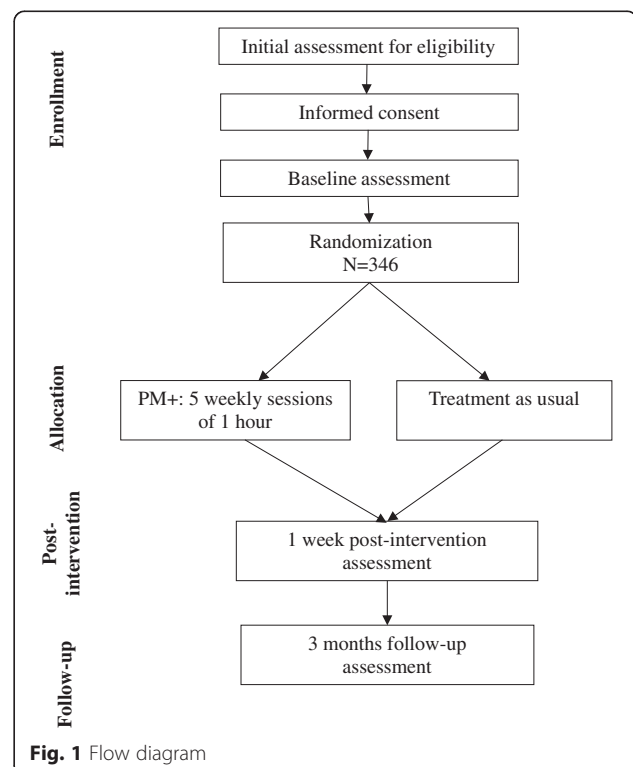 Enrollment
Initial assessment for eligibility
Informed consent
Baseline assessment
Randomization
N=346
Allocation
PM+: 5 weekly sessions
of 1 hour
Treatment as usual
Post-
intervention
1 week post-intervention
assessment
Follow-up
3 months follow-up
assessment
Fig. 1 Flow diagram